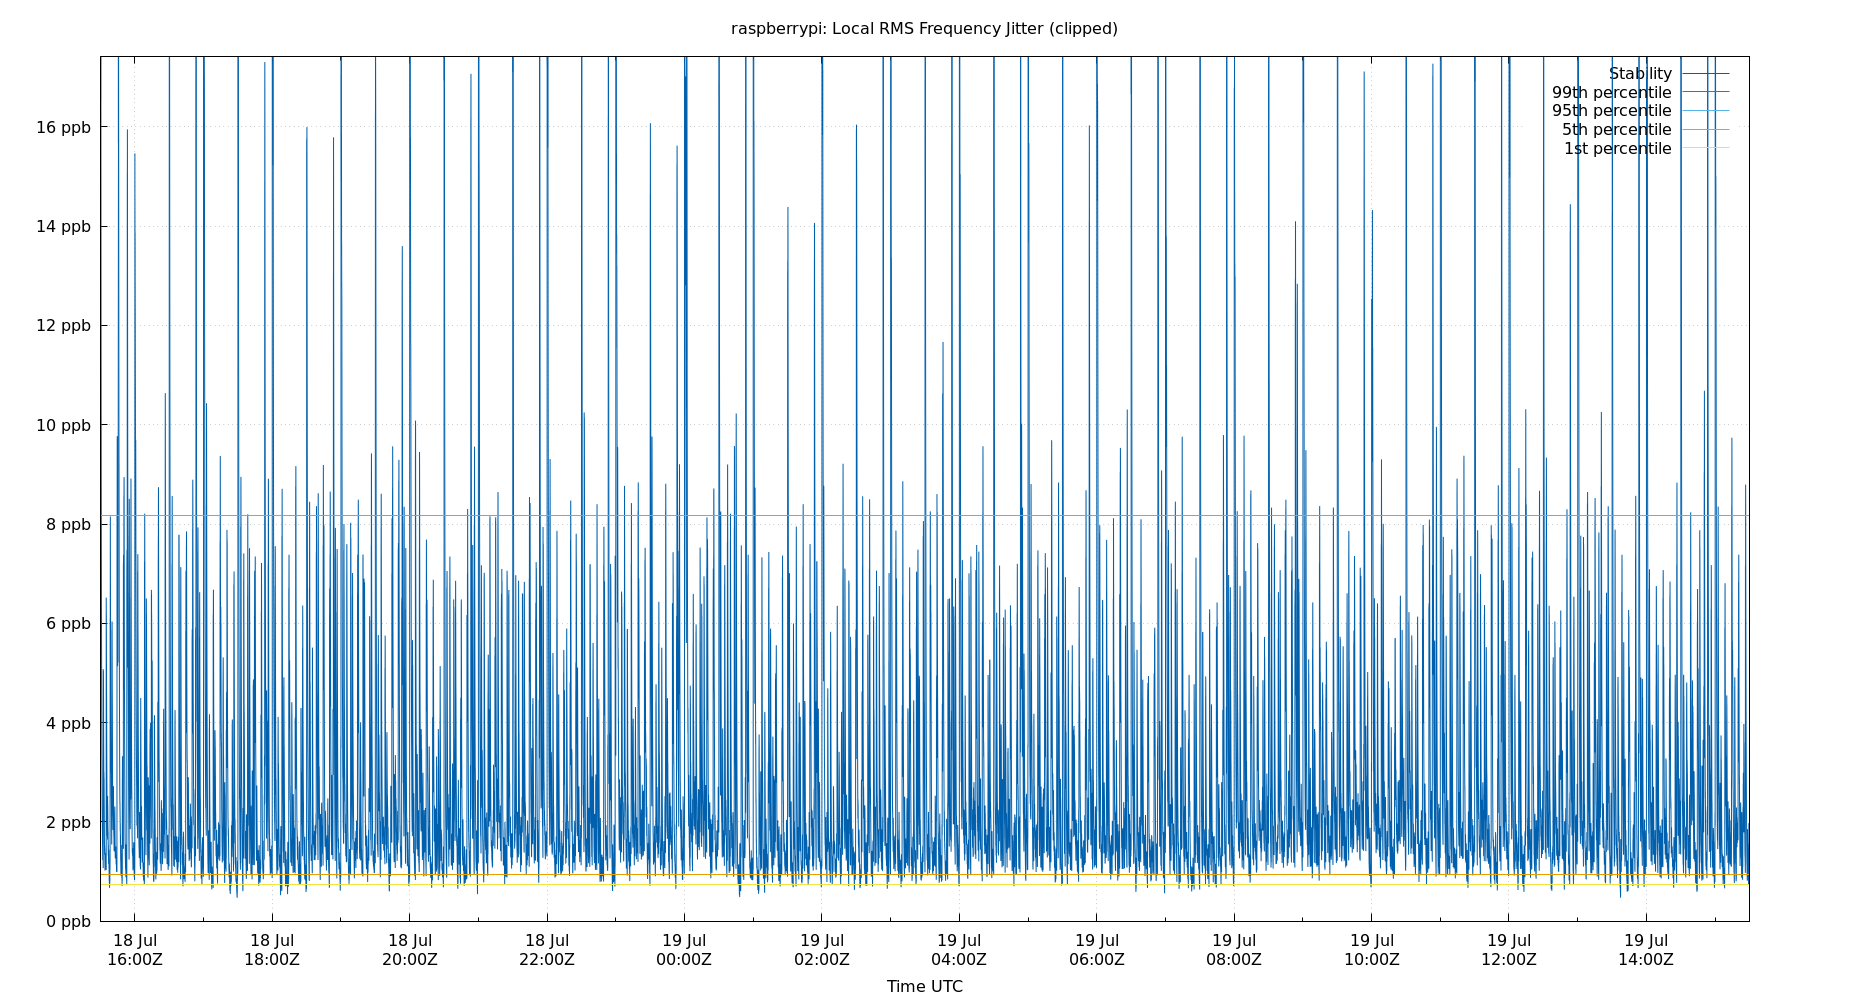 raspberrypi: Local RMS Frequency Jitter (clipped)
Stability
99th percentile
95th percentile
5th percentile
1st percentile
16 ppb
14 ppb
12 ppb
10 ppb
8 ppb
6 ppb
4 ppb
2 ppb
0 ppb
18 Jul 18 Jul 18 Jul 18 Jul 19 Jul 19 Jul 19 Jul 19 Jul 19 Jul 19 Jul 19 Jul 19 Jul
16:00Z 18:00Z 20:00Z 22:00Z 00:00Z 02:00Z 04:00Z 06:00Z 08:00Z 10:00Z 12:00Z 14:00Z
Time UTC